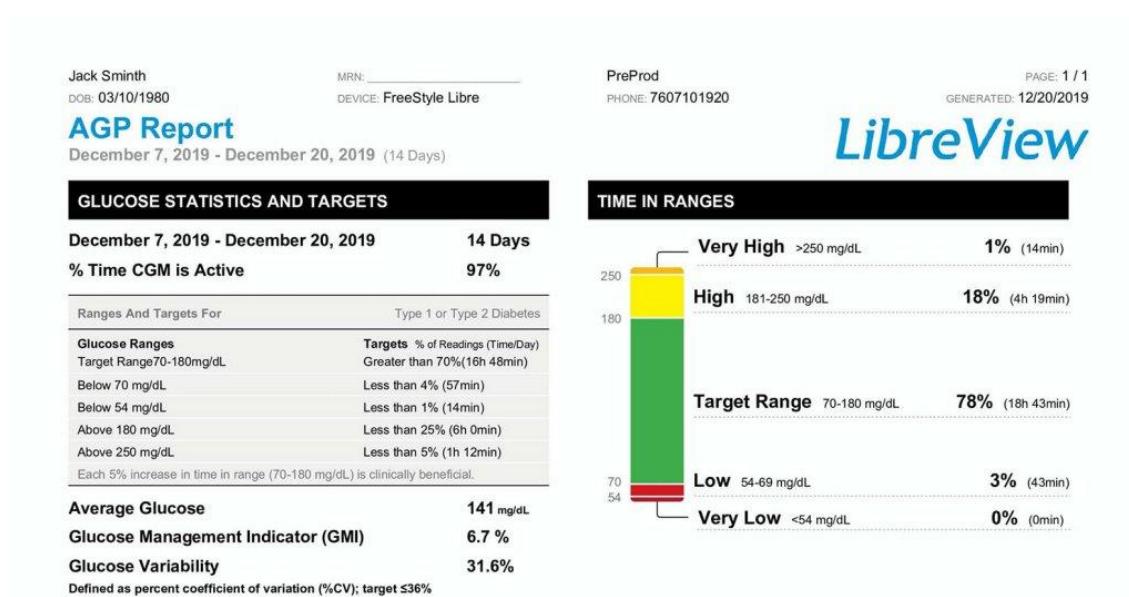 Jack Sminth
MRN: ____________________
PreProd
PAGE: 1 / 1
DOB: 03/10/1980
DEVICE: FreeStyle Libre
PHONE: 7607101920
GENERATED: 12/20/2019
AGP Report
December 7, 2019 - December 20, 2019 (14 Days)
LibreView
GLUCOSE STATISTICS AND TARGETS
December 7, 2019 - December 20, 2019 14 Days
% Time CGM is Active 97%
Ranges And Targets For Type 1 or Type 2 Diabetes
Glucose Ranges Targets % of Readings (Time/Day)
Target Range70-180mg/dL Greater than 70%(16h 48min)
Below 70 mg/dL Less than 4% (57min)
Below 54 mg/dL Less than 1% (14min)
Above 180 mg/dL Less than 25% (6h 0min)
Above 250 mg/dL Less than 5% (1h 12min)
Each 5% increase in time in range (70-180 mg/dL) is clinically beneficial.
Average Glucose 141 mg/dL
Glucose Management Indicator (GMI) 6.7 %
Glucose Variability 31.6%
Defined as percent coefficient of variation (%CV); target ≤36%
TIME IN RANGES
Very High >250 mg/dL 1% (14min)
250
High 181-250 mg/dL 18% (4h 19min)
180
Target Range 70-180 mg/dL 78% (18h 43min)
70
Low 54-69 mg/dL 3% (43min)
54
Very Low <54 mg/dL 0% (0min)